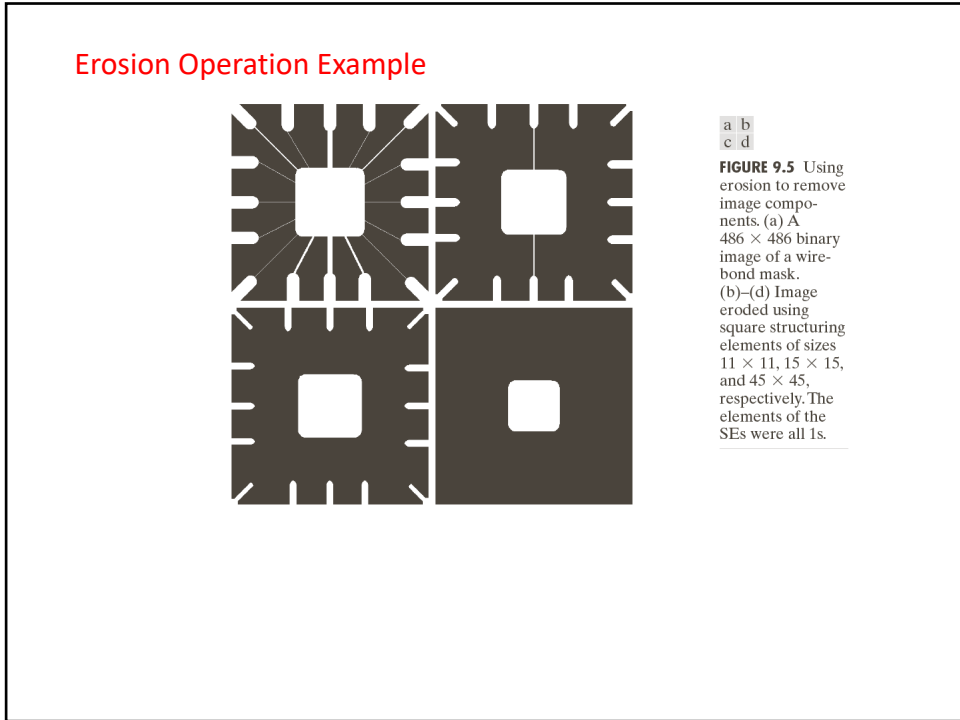 Erosion Operation Example
a b
c d
FIGURE 9.5 Using
erosion to remove
image compo-
nents. (a) A
486 × 486 binary
image of a wire-
bond mask.
(b)–(d) Image
eroded using
square structuring
elements of sizes
11 × 11, 15 × 15,
and 45 × 45,
respectively. The
elements of the
SEs were all 1s.